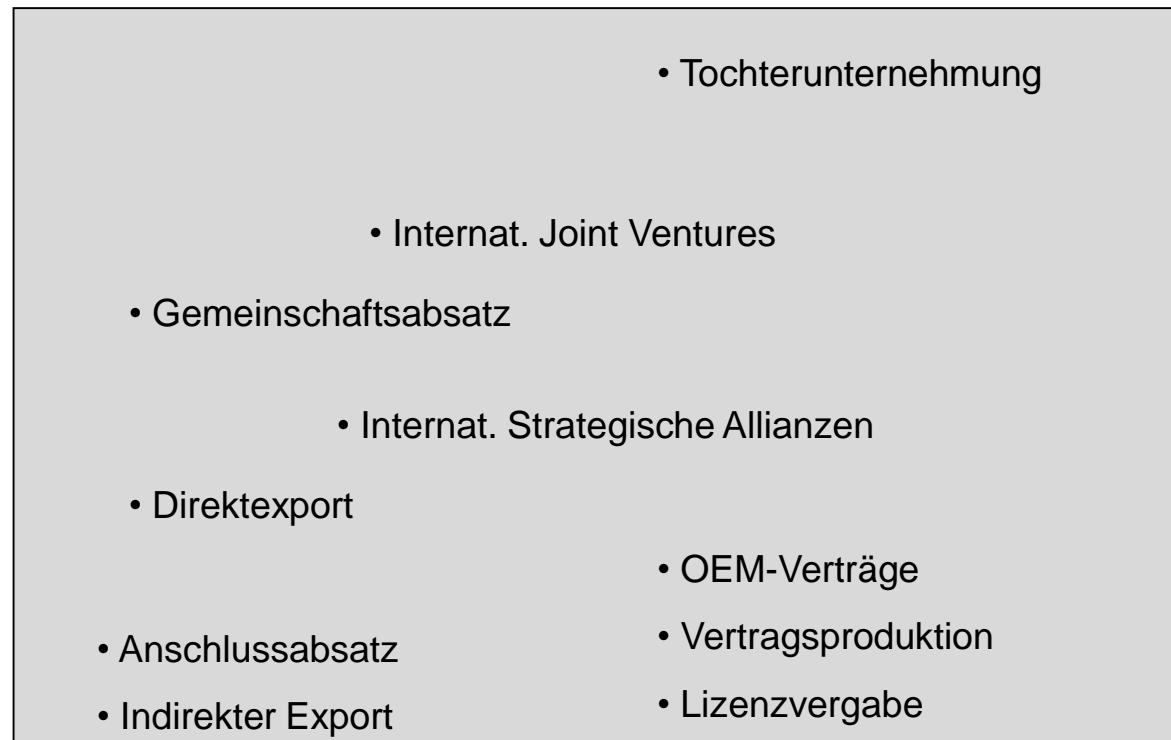 • Tochterunternehmung
• Internat. Joint Ventures
• Gemeinschaftsabsatz
• Internat. Strategische Allianzen
• Direktexport
• OEM-Verträge
• Anschlussabsatz
• Vertragsproduktion
• Indirekter Export
• Lizenzvergabe